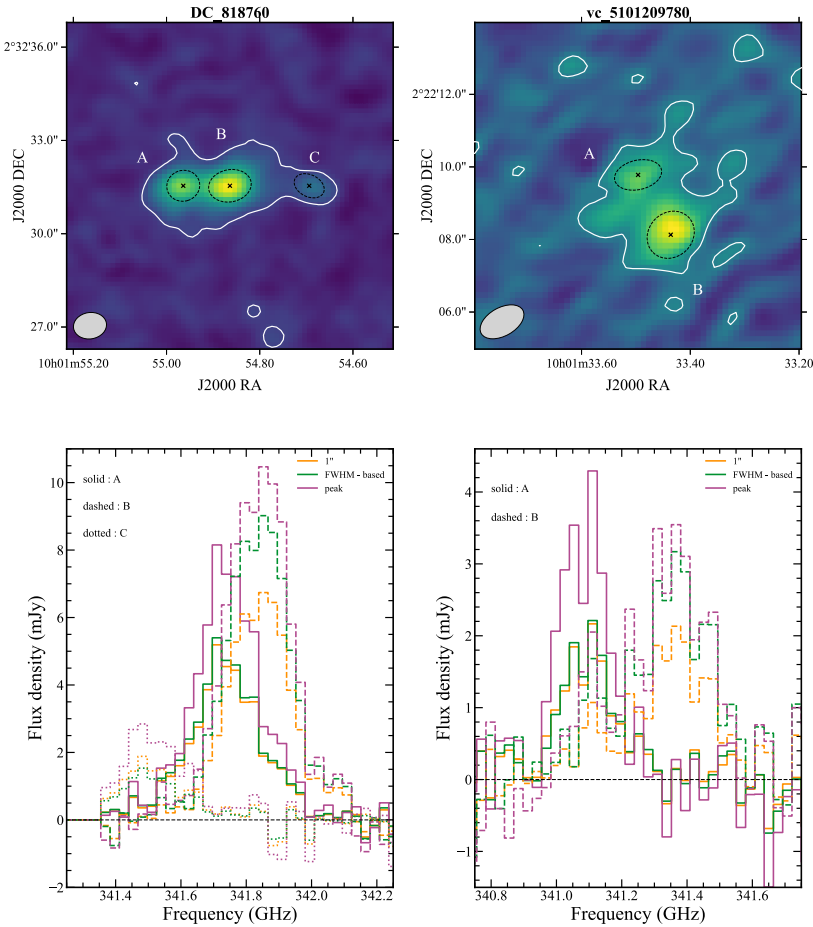 DC_818760
vc_5101209780
2°32'36.0"
33.0"
30.0"
27.0"
J2000 DEC
A
B
C
10h01m55.20
55.00
54.80
54.60
J2000 RA
2°22'12.0"
10.0"
08.0"
06.0"
J2000 DEC
A
B
10h01m33.60
33.40
33.20
J2000 RA
solid : A
dashed : B
dotted : C
1"
FWHM - based
peak
10
8
6
4
2
0
−2
Flux density (mJy)
341.4
341.6
341.8
342.0
342.2
Frequency (GHz)
solid : A
dashed : B
1"
FWHM - based
peak
4
3
2
1
0
−1
Flux density (mJy)
340.8
341.0
341.2
341.4
341.6
Frequency (GHz)